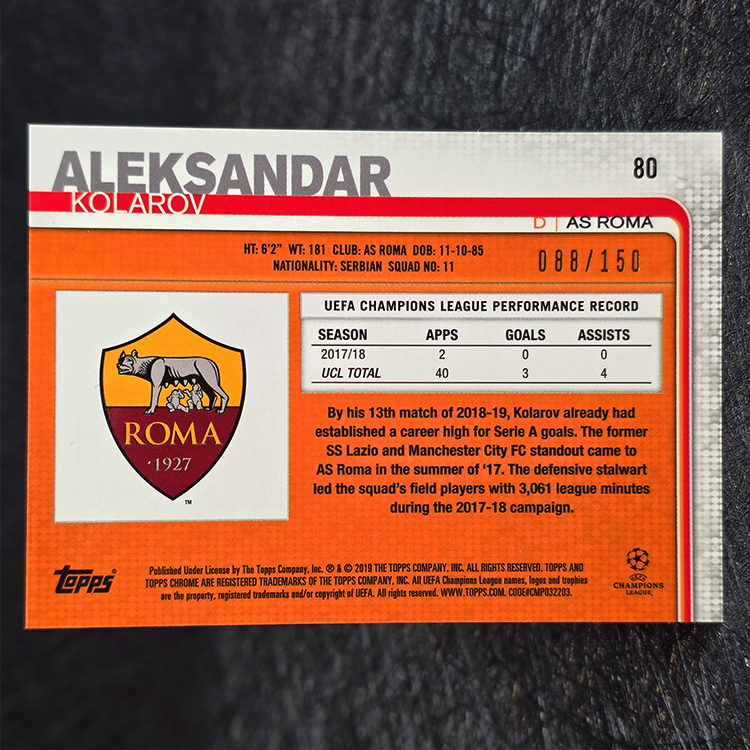 ALEKSANDAR
80
KOLAROV
D | AS ROMA
HT: 6'2" WT: 181 CLUB: AS ROMA DOB: 11-10-85
NATIONALITY: SERBIAN SQUAD NO: 11
088/150
UEFA CHAMPIONS LEAGUE PERFORMANCE RECORD
SEASON APPS GOALS ASSISTS
2017/18 2 0 0
UCL TOTAL 40 3 4
ROMA
·1927
TM
By his 13th match of 2018-19, Kolarov already had
established a career high for Serie A goals. The former
SS Lazio and Manchester City FC standout came to
AS Roma in the summer of '17. The defensive stalwart
led the squad's field players with 3,061 league minutes
during the 2017-18 campaign.
Topps®
Published Under License by The Topps Company, Inc. ® & © 2019 THE TOPPS COMPANY, INC. ALL RIGHTS RESERVED. TOPPS AND
TOPPS CHROME ARE REGISTERED TRADEMARKS OF THE TOPPS COMPANY, INC. All UEFA Champions League names, logos and trophies
are the property, registered trademarks and/or copyright of UEFA. All rights reserved. WWW.TOPPS.COM. CODE#CMP032203.
UEFA
CHAMPIONS
LEAGUE